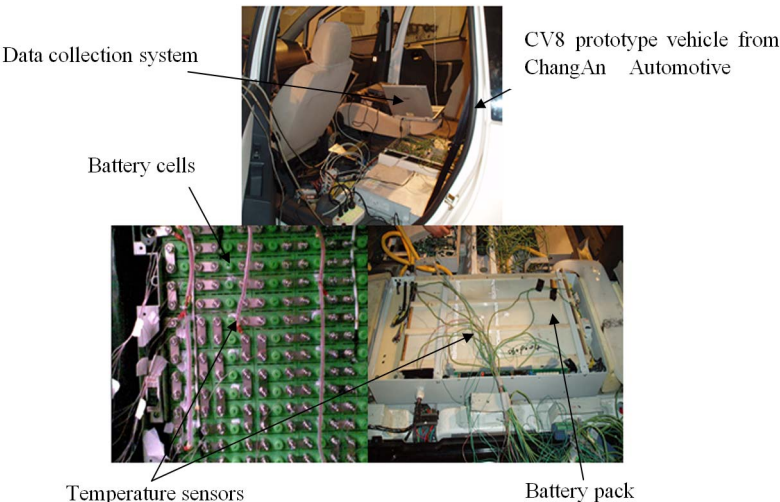 Data collection system
CV8 prototype vehicle from
ChangAn Automotive
Battery cells
Temperature sensors
Battery pack